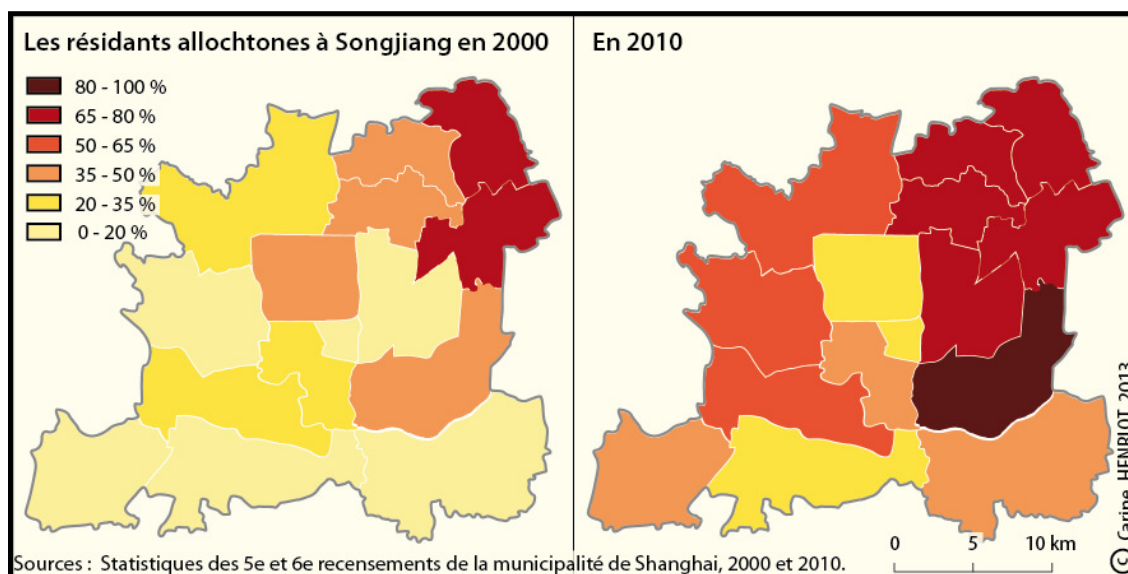 Les résidants allochtones à Songjiang en 2000
80 - 100 %
65 - 80 %
50 - 65 %
35 - 50 %
20 - 35 %
0 - 20 %
En 2010
0 5 10 km
© Carine HENRIOT 2013
Sources : Statistiques des 5e et 6e recensements de la municipalité de Shanghai, 2000 et 2010.